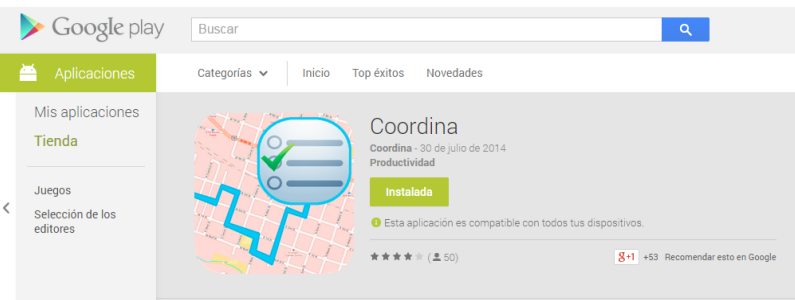 Google play
Buscar
Aplicaciones
Categorías Inicio Top éxitos Novedades
Mis aplicaciones
Tienda
Juegos
Selección de los
editores
Coordina
Coordina - 30 de julio de 2014
Productividad
Instalada
Esta aplicación es compatible con todos tus dispositivos.
( 50)
g+1 +53 Recomendar esto en Google